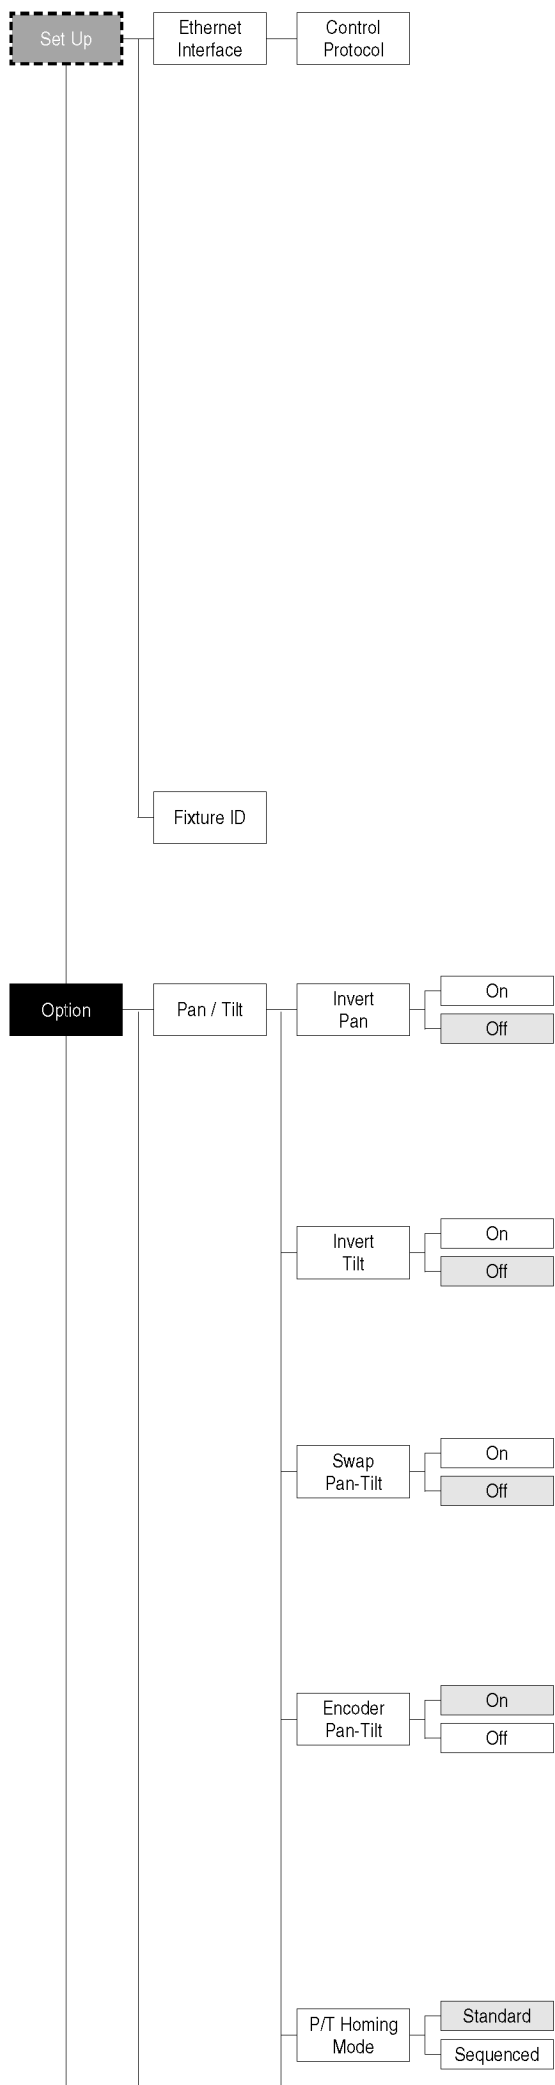 Set Up
Ethernet
Interface
Control
Protocol
Fixture ID
Option
Pan / Tilt
Invert
Pan
On
Off
Invert
Tilt
On
Off
Swap
Pan-Tilt
On
Off
Encoder
Pan-Tilt
On
Off
P/T Homing
Mode
Standard
Sequenced